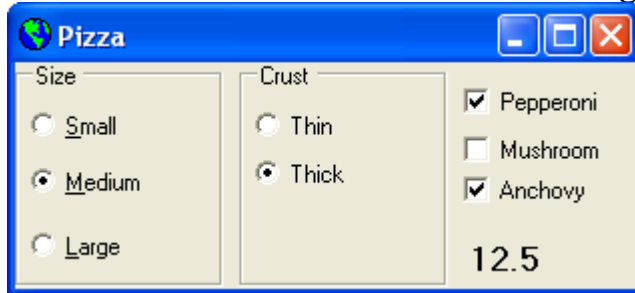 Pizza
Size
Small
Medium
Large
Crust
Thin
Thick
Pepperoni
Mushroom
Anchovy
12.5